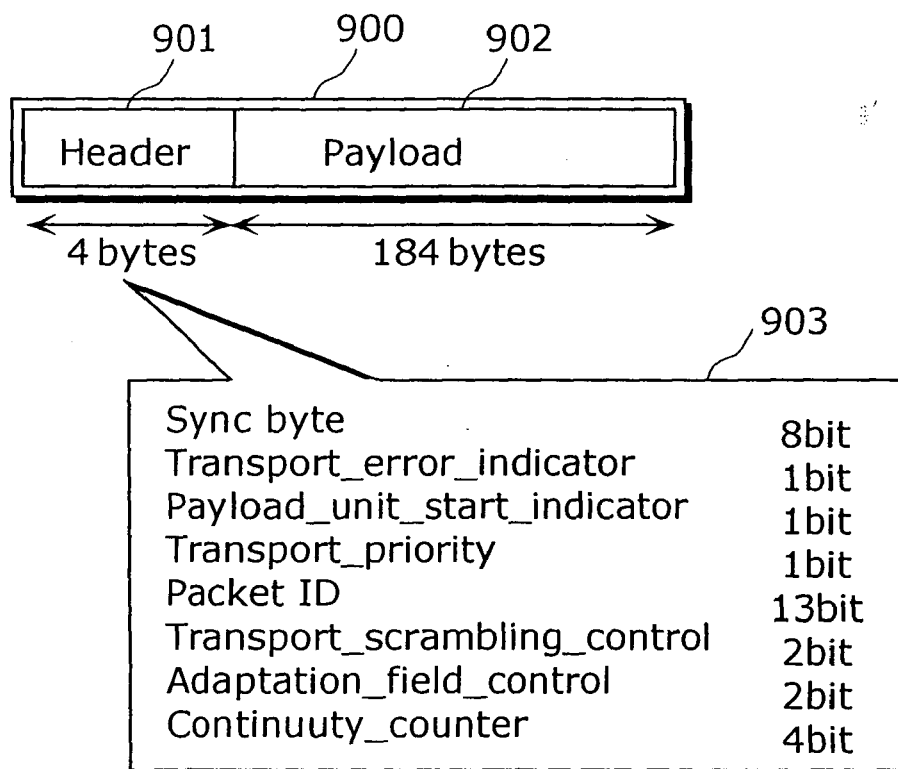 901 900 902
Header Payload
4 bytes 184 bytes
903
Sync byte 8bit
Transport_error_indicator 1bit
Payload_unit_start_indicator 1bit
Transport_priority 1bit
Packet ID 13bit
Transport_scrambling_control 2bit
Adaptation_field_control 2bit
Continuuty_counter 4bit